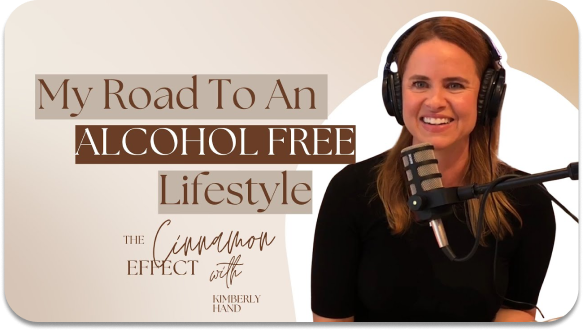 My Road To An
ALCOHOL FREE
Lifestyle
THE Cinnamon
EFFECT with
KIMBERLY
HAND